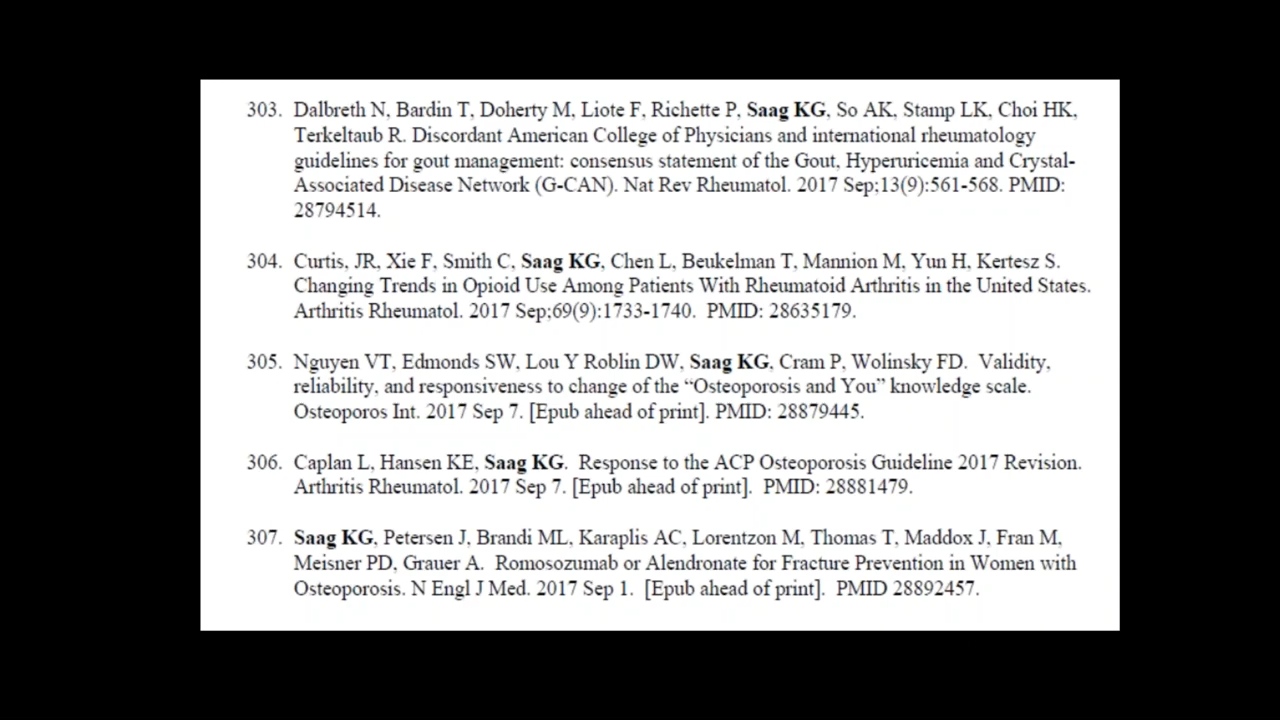 303. Dalbreth N, Bardin T, Doherty M, Liote F, Richette P, Saag KG, So AK, Stamp LK, Choi HK,
Terkeltaub R. Discordant American College of Physicians and international rheumatology
guidelines for gout management: consensus statement of the Gout, Hyperuricemia and Crystal-
Associated Disease Network (G-CAN). Nat Rev Rheumatol. 2017 Sep;13(9):561-568. PMID:
28794514.
304. Curtis, JR, Xie F, Smith C, Saag KG, Chen L, Beukelman T, Mannion M, Yun H, Kertesz S.
Changing Trends in Opioid Use Among Patients With Rheumatoid Arthritis in the United States.
Arthritis Rheumatol. 2017 Sep;69(9):1733-1740. PMID: 28635179.
305. Nguyen VT, Edmonds SW, Lou Y Roblin DW, Saag KG, Cram P, Wolinsky FD. Validity,
reliability, and responsiveness to change of the “Osteoporosis and You” knowledge scale.
Osteoporos Int. 2017 Sep 7. [Epub ahead of print]. PMID: 28879445.
306. Caplan L, Hansen KE, Saag KG. Response to the ACP Osteoporosis Guideline 2017 Revision.
Arthritis Rheumatol. 2017 Sep 7. [Epub ahead of print]. PMID: 28881479.
307. Saag KG, Petersen J, Brandi ML, Karaplis AC, Lorentzon M, Thomas T, Maddox J, Fran M,
Meisner PD, Grauer A. Romosozumab or Alendronate for Fracture Prevention in Women with
Osteoporosis. N Engl J Med. 2017 Sep 1. [Epub ahead of print]. PMID 28892457.